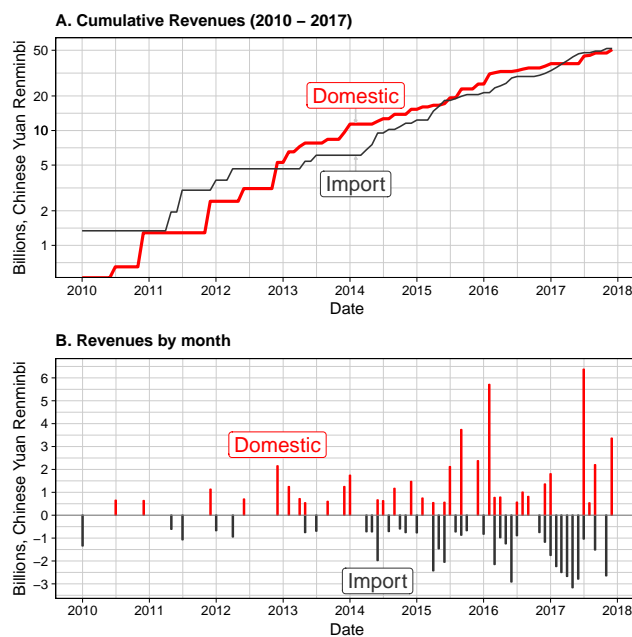 A. Cumulative Revenues (2010 – 2017)
Billions, Chinese Yuan Renminbi
50
20
10
5
2
1
Domestic
Import
2010 2011 2012 2013 2014 2015 2016 2017 2018
Date
B. Revenues by month
Billions, Chinese Yuan Renminbi
6
5
4
3
2
1
0
−1
−2
−3
Domestic
Import
2010 2011 2012 2013 2014 2015 2016 2017 2018
Date